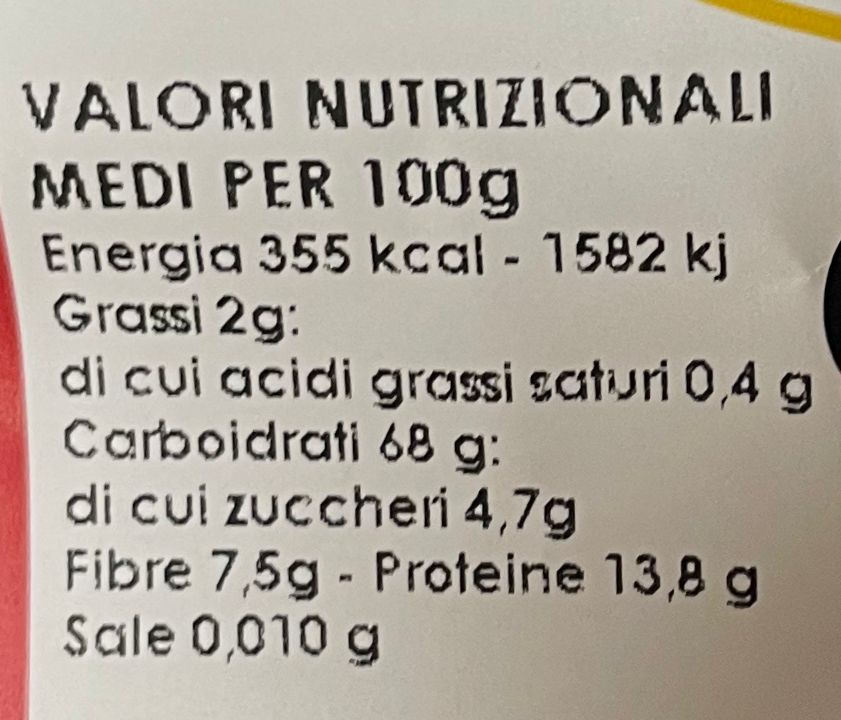 VALORI NUTRIZIONALI
MEDI PER 100g
Energia 355 kcal - 1582 kj
Grassi 2g:
di cui acidi grassi saturi 0,4 g
Carboidrati 68 g:
di cui zuccheri 4,7g
Fibre 7,5g - Proteine 13,8 g
Sale 0,010 g